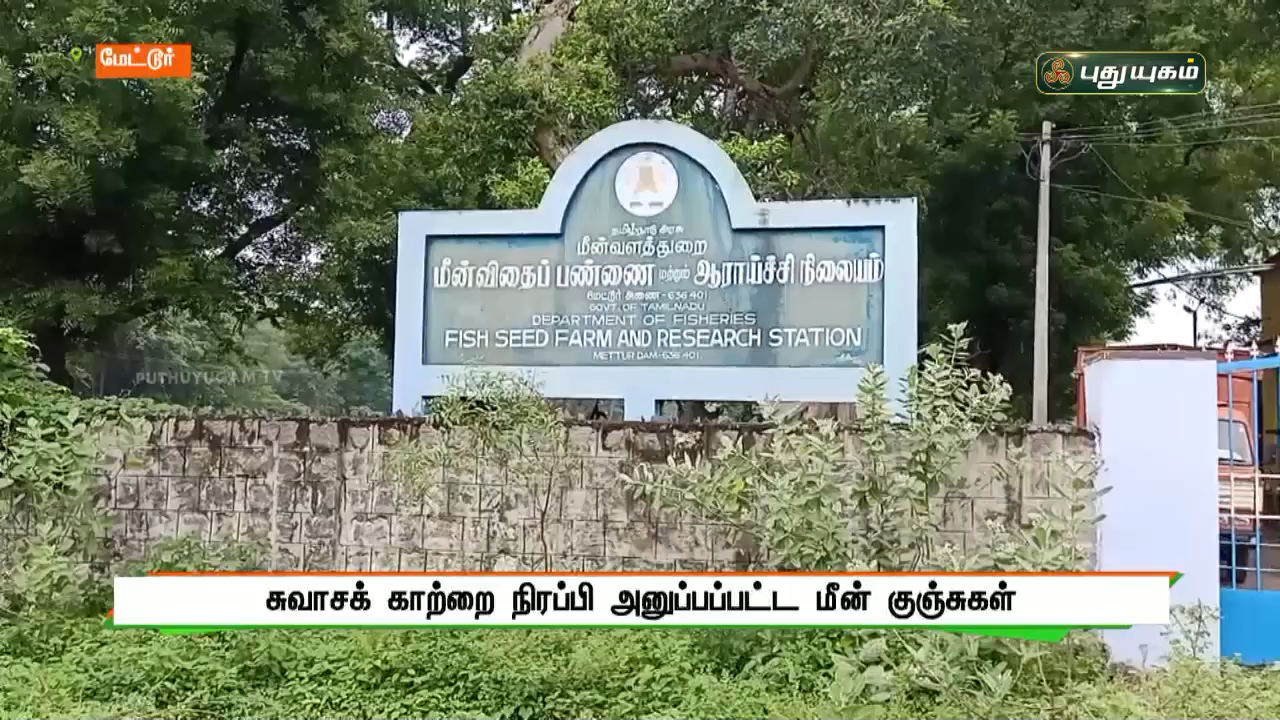 மேட்டூர்
புதுயுகம்
தமிழ்நாடு அரசு
மீன்வளத்துறை
மீன்விதைப் பண்ணை மற்றும் ஆராய்ச்சி நிலையம்
மேட்டூர் அணை-636 401
GOVT. OF TAMILNADU
DEPARTMENT OF FISHERIES
FISH SEED FARM AND RESEARCH STATION
METTUR DAM-636 401.
PUTHUYUGAM TV
சுவாசக் காற்றை நிரப்பி அனுப்பப்பட்ட மீன் குஞ்சுகள்